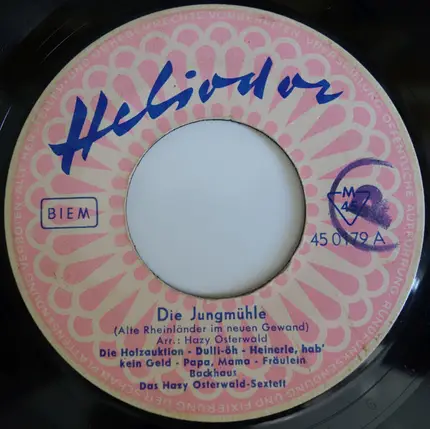 Heliodor
BIEM
M
45
45 0179 A
Die Jungmühle
(Alte Rheinländer im neuen Gewand)
Arr.: Hazy Osterwald
Die Holzauktion - Dulli-öh - Heinerle, hab'
kein Geld - Papa, Mama - Fräulein
Backhaus
Das Hazy Osterwald-Sextett